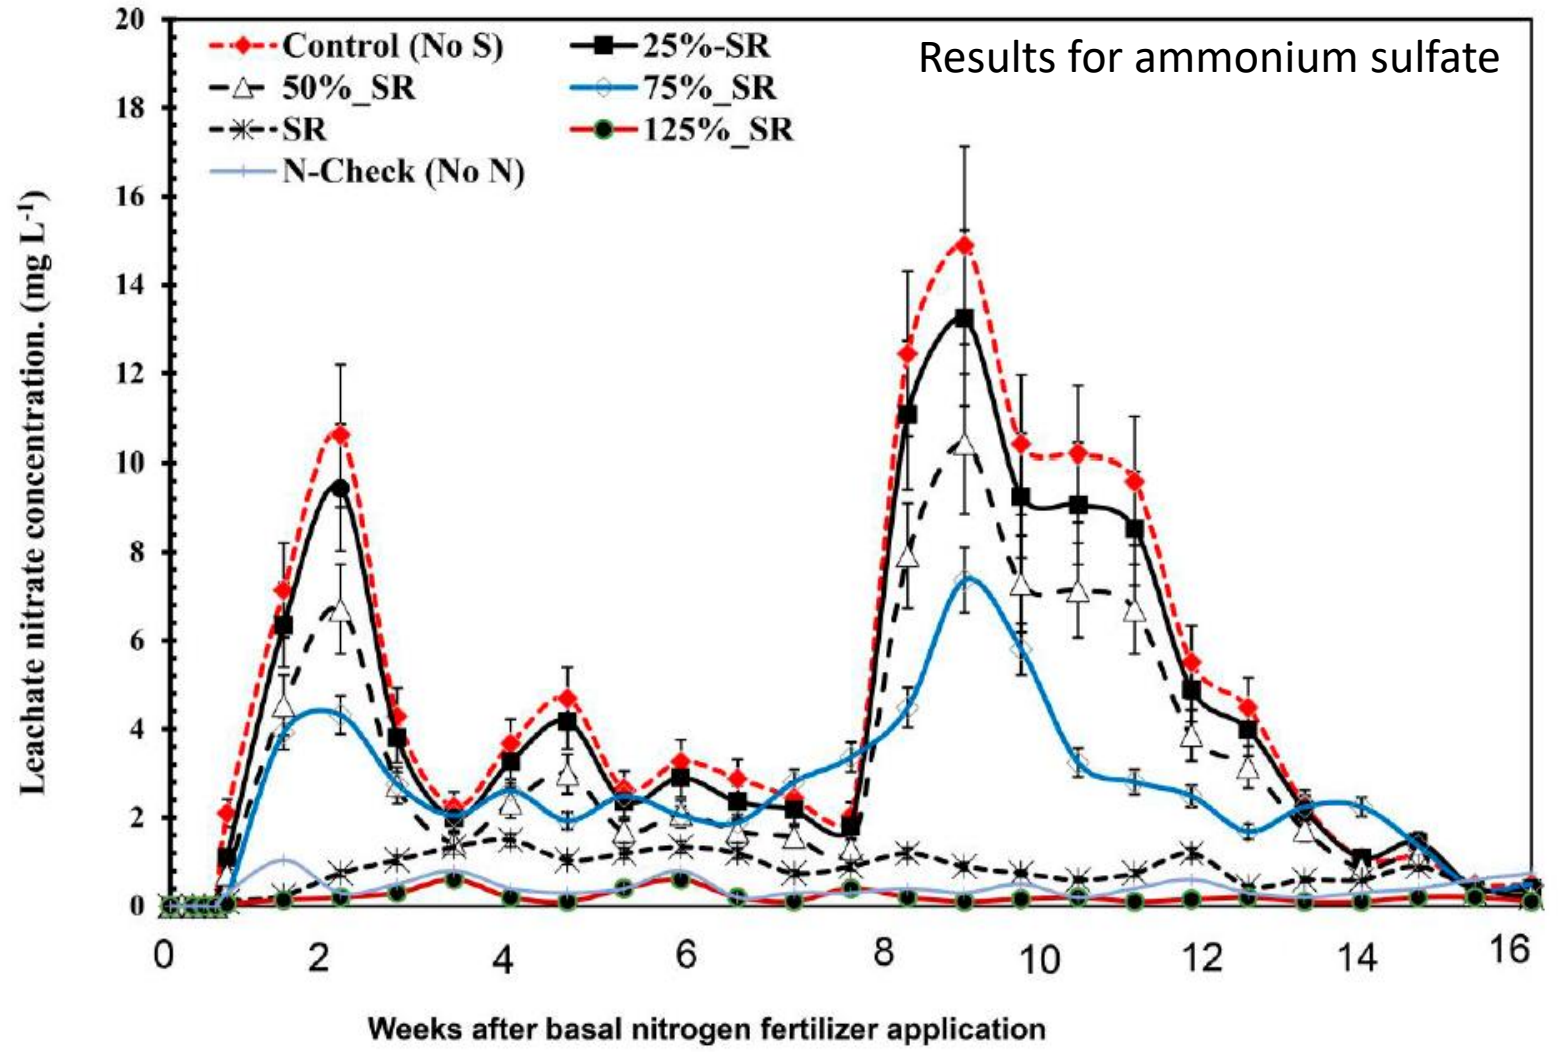 Results for ammonium sulfate
Control (No S)
25%-SR
50%_SR
75%_SR
SR
125%_SR
N-Check (No N)
Leachate nitrate concentration. (mg L⁻¹)
20
18
16
14
12
10
8
6
4
2
0
0 2 4 6 8 10 12 14 16
Weeks after basal nitrogen fertilizer application